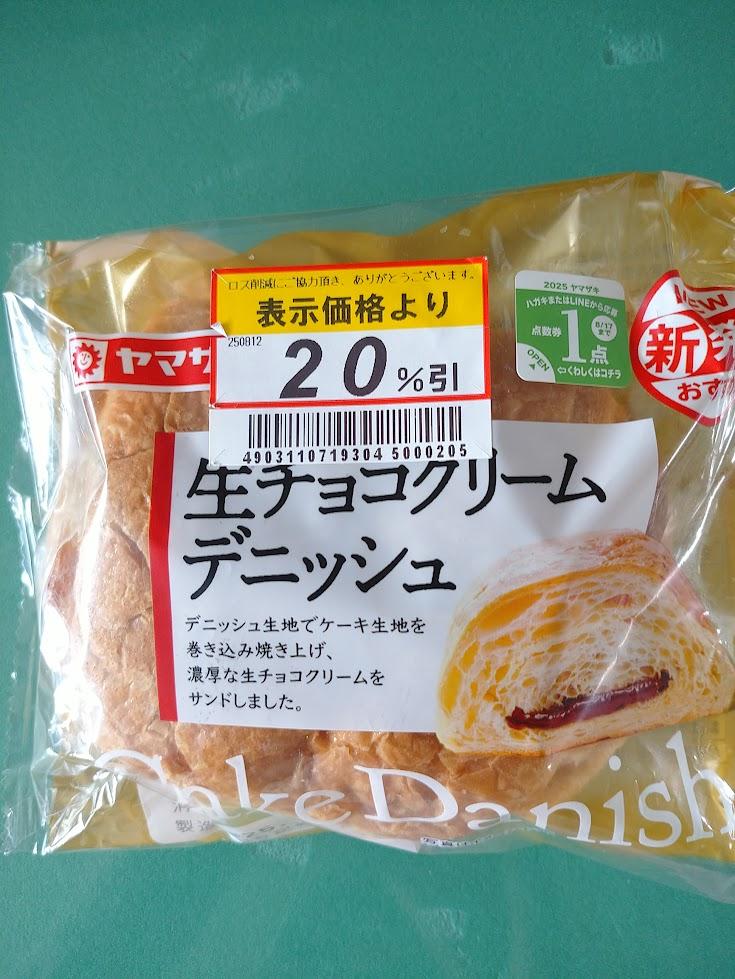 ロス削減にご協力頂き、ありがとうございます。
表示価格より
250812
20%引
4903110719304 5000205
2025 ヤマザキ
ハガキまたはLINEから応募
点数券
1点
8/17
まで
OPEN
⇦くわしくはコチラ
NEW
新発
おすす
ヤマザ
生チョコクリーム
デニッシュ
デニッシュ生地でケーキ生地を
巻き込み焼き上げ、
濃厚な生チョコクリームを
サンドしました。
Cake Danish
製造